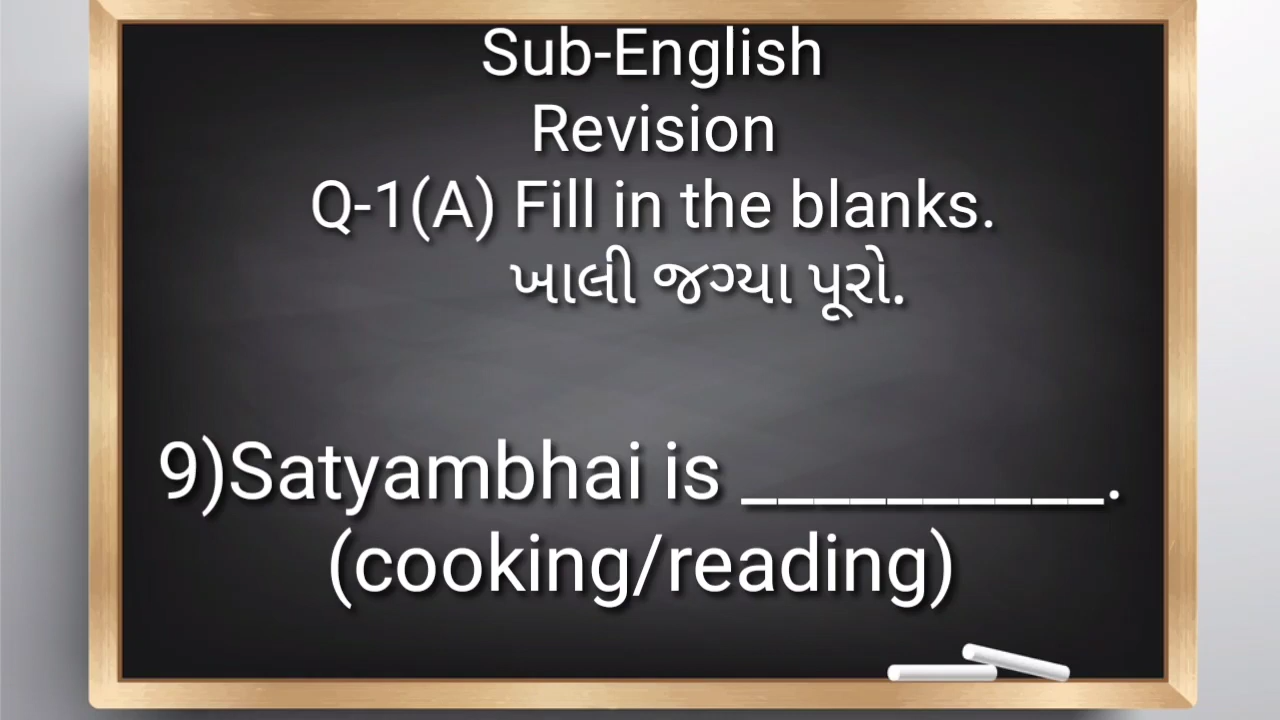 Sub-English
Revision
Q-1(A) Fill in the blanks.
ખાલી જગ્યા પૂરો.
9)Satyambhai is __________.
(cooking/reading)